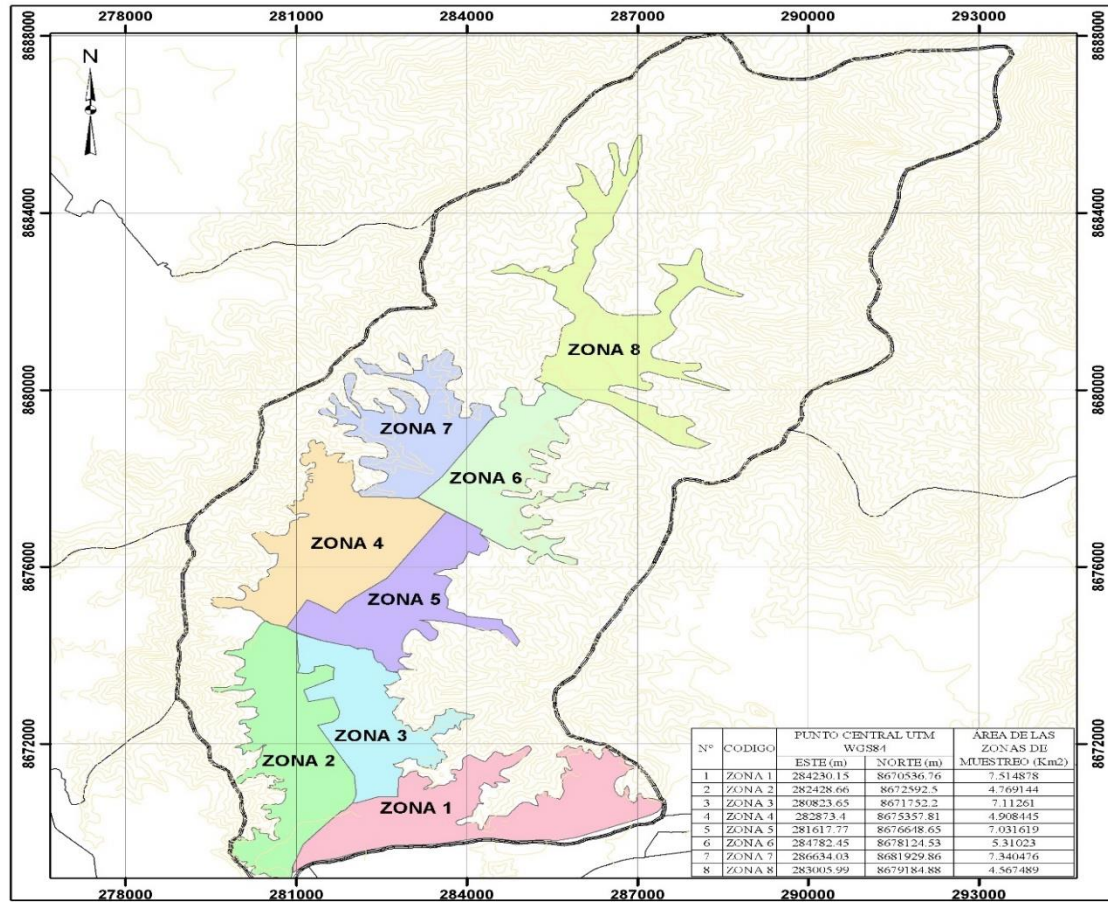 278000 281000 284000 287000 290000 293000
8688000 8688000
N
8684000 8684000
ZONA 8
8680000 8680000
ZONA 7
ZONA 6
ZONA 4
8676000 8676000
ZONA 5
ZONA 3
8672000 8672000
ZONA 2
ZONA 1
N° CODIGO PUNTO CENTRAL UTM WGS84 ÁREA DE LAS ZONAS DE MUESTREO (Km2)
ESTE (m) NORTE (m)
1 ZONA 1 284230.15 8670536.76 7.514878
2 ZONA 2 282428.66 8672592.5 4.769144
3 ZONA 3 280823.65 8671752.2 7.11261
4 ZONA 4 282873.4 8675357.81 4.908445
5 ZONA 5 281617.77 8676648.65 7.031619
6 ZONA 6 284782.45 8678124.53 5.31023
7 ZONA 7 286634.03 8681929.86 7.340476
8 ZONA 8 283005.99 8679184.88 4.567489
278000 281000 284000 287000 290000 293000